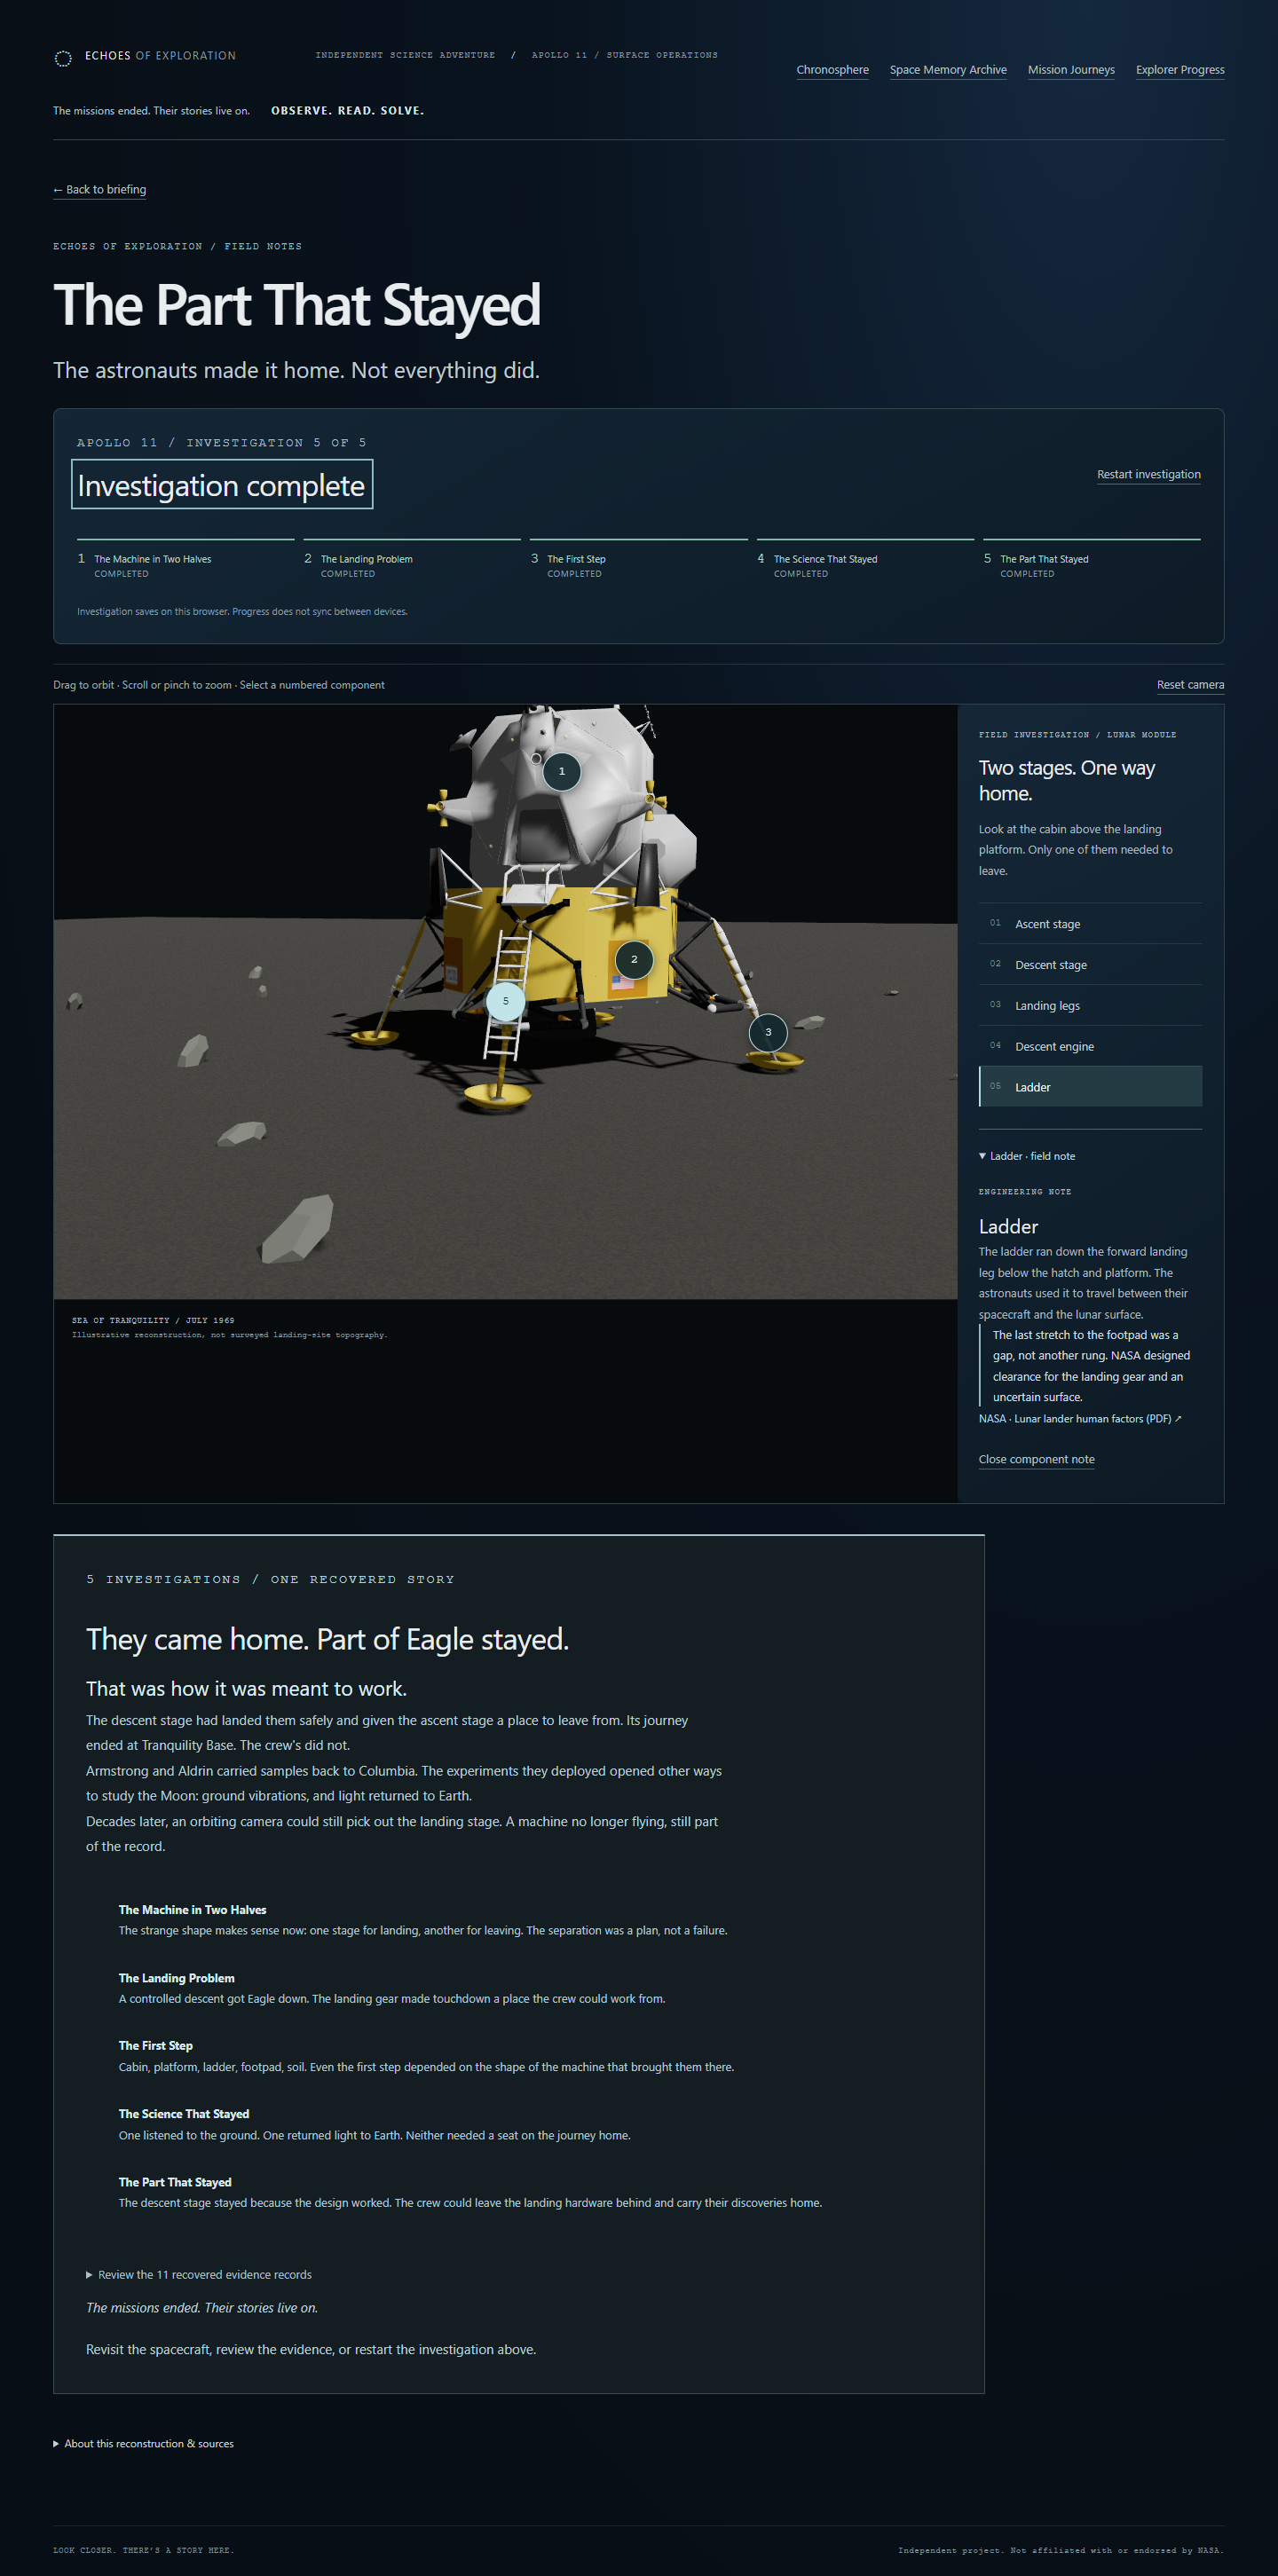 ECHOES OF EXPLORATION
INDEPENDENT SCIENCE ADVENTURE / APOLLO 11 / SURFACE OPERATIONS
Chronosphere Space Memory Archive Mission Journeys Explorer Progress
The missions ended. Their stories live on. OBSERVE. READ. SOLVE.
← Back to briefing
ECHOES OF EXPLORATION / FIELD NOTES
The Part That Stayed
The astronauts made it home. Not everything did.
APOLLO 11 / INVESTIGATION 5 OF 5
Investigation complete
Restart investigation
1 The Machine in Two Halves
COMPLETED
2 The Landing Problem
COMPLETED
3 The First Step
COMPLETED
4 The Science That Stayed
COMPLETED
5 The Part That Stayed
COMPLETED
Investigation saves on this browser. Progress does not sync between devices.
Drag to orbit · Scroll or pinch to zoom · Select a numbered component
Reset camera
1
2
5
3
SEA OF TRANQUILITY / JULY 1969
Illustrative reconstruction, not surveyed landing-site topography.
FIELD INVESTIGATION / LUNAR MODULE
Two stages. One way
home.
Look at the cabin above the landing
platform. Only one of them needed to
leave.
01 Ascent stage
02 Descent stage
03 Landing legs
04 Descent engine
05 Ladder
▼ Ladder · field note
ENGINEERING NOTE
Ladder
The ladder ran down the forward landing
leg below the hatch and platform. The
astronauts used it to travel between their
spacecraft and the lunar surface.
The last stretch to the footpad was a
gap, not another rung. NASA designed
clearance for the landing gear and an
uncertain surface.
NASA · Lunar lander human factors (PDF) ↗
Close component note
5 INVESTIGATIONS / ONE RECOVERED STORY
They came home. Part of Eagle stayed.
That was how it was meant to work.
The descent stage had landed them safely and given the ascent stage a place to leave from. Its journey
ended at Tranquility Base. The crew's did not.
Armstrong and Aldrin carried samples back to Columbia. The experiments they deployed opened other ways
to study the Moon: ground vibrations, and light returned to Earth.
Decades later, an orbiting camera could still pick out the landing stage. A machine no longer flying, still part
of the record.
The Machine in Two Halves
The strange shape makes sense now: one stage for landing, another for leaving. The separation was a plan, not a failure.
The Landing Problem
A controlled descent got Eagle down. The landing gear made touchdown a place the crew could work from.
The First Step
Cabin, platform, ladder, footpad, soil. Even the first step depended on the shape of the machine that brought them there.
The Science That Stayed
One listened to the ground. One returned light to Earth. Neither needed a seat on the journey home.
The Part That Stayed
The descent stage stayed because the design worked. The crew could leave the landing hardware behind and carry their discoveries home.
▶ Review the 11 recovered evidence records
The missions ended. Their stories live on.
Revisit the spacecraft, review the evidence, or restart the investigation above.
▶ About this reconstruction & sources
LOOK CLOSER. THERE'S A STORY HERE.
Independent project. Not affiliated with or endorsed by NASA.